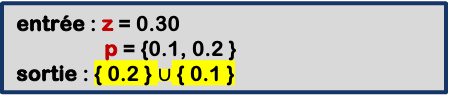 entrée : z = 0.30
p = {0.1, 0.2 }
sortie : { 0.2 } ∪ { 0.1 }